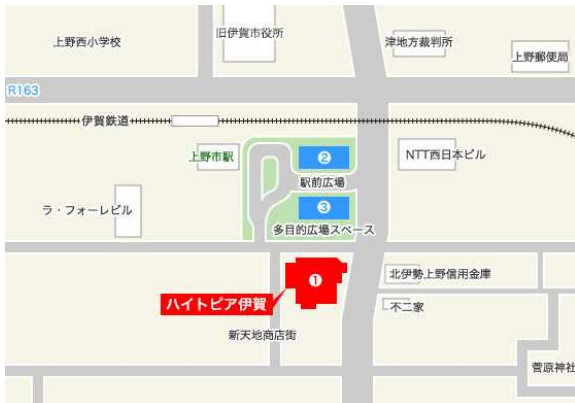 旧伊賀市役所
上野西小学校
津地方裁判所
上野郵便局
R163
伊賀鉄道
上野市駅
❷
NTT西日本ビル
駅前広場
❸
ラ・フォーレビル
多目的広場スペース
❶
北伊勢上野信用金庫
ハイトピア伊賀
不二家
新天地商店街
菅原神社